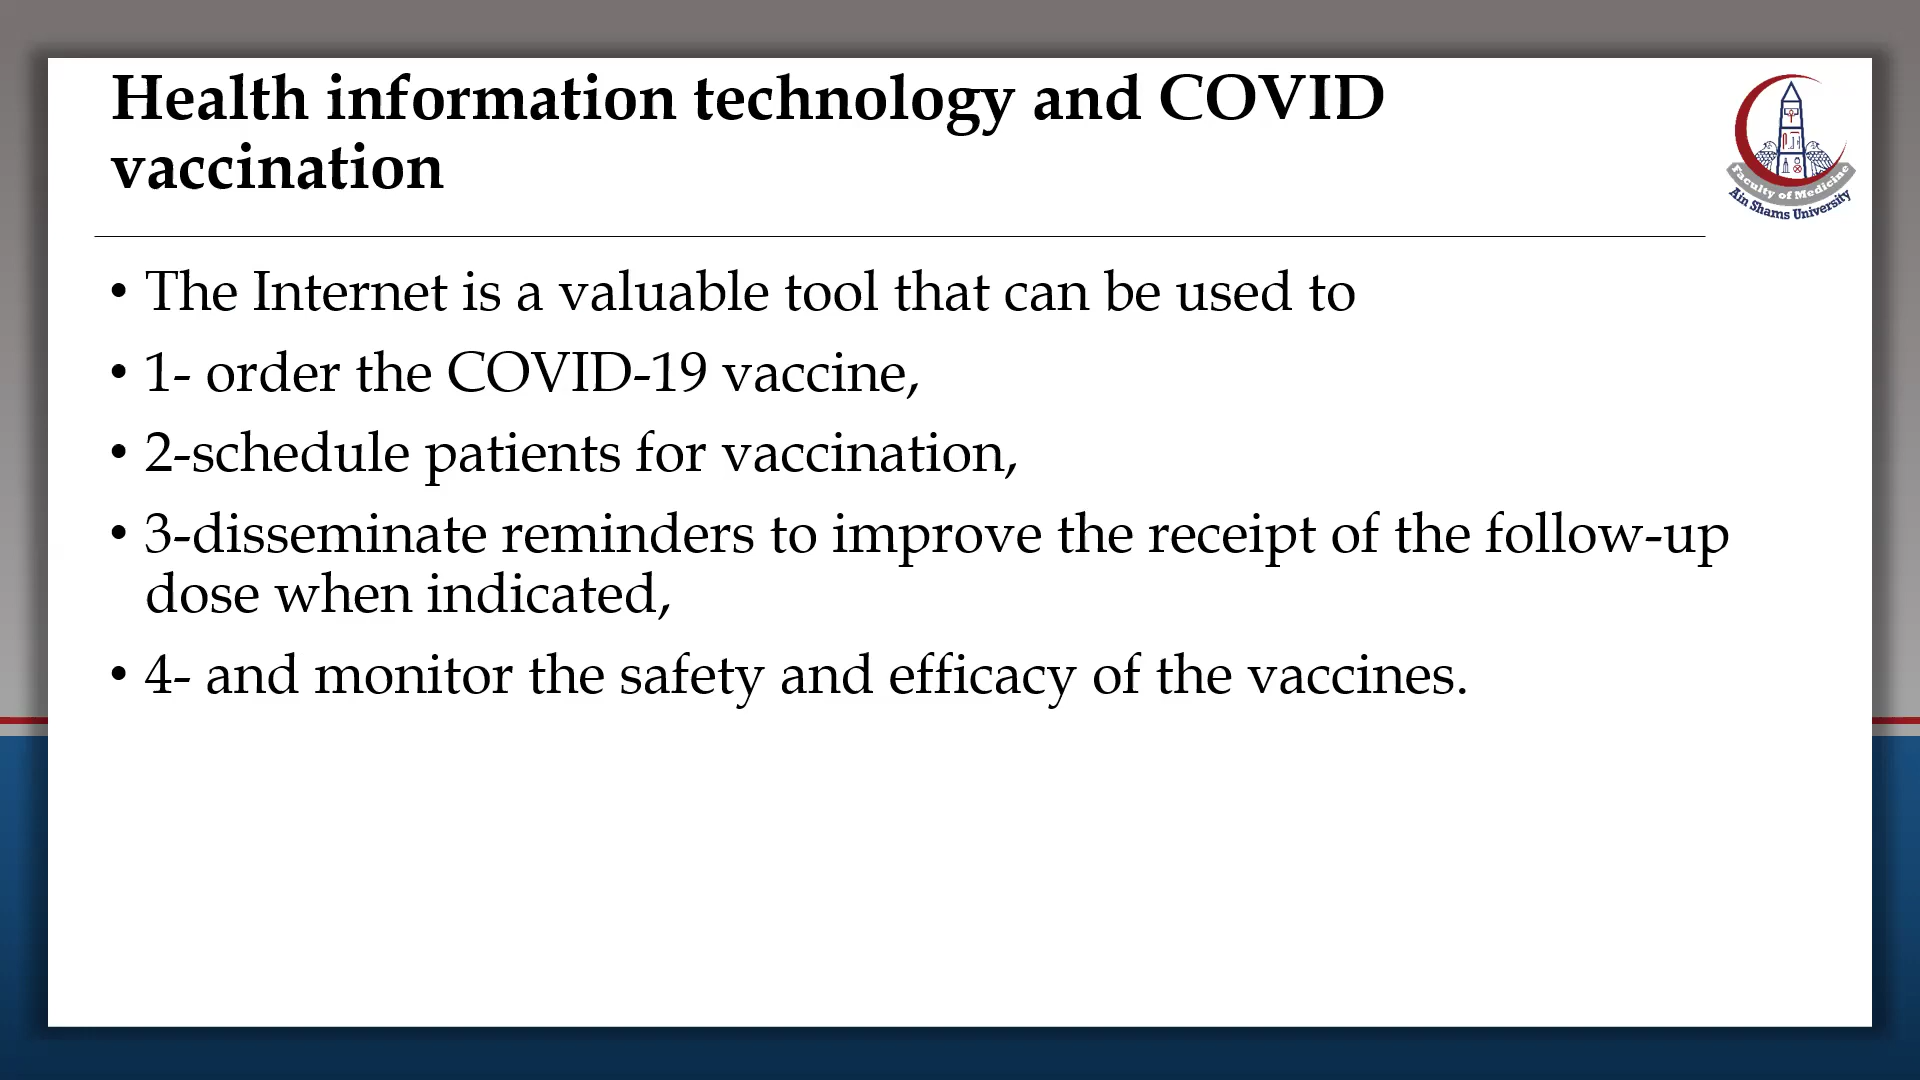 Health information technology and COVID
vaccination
Faculty of Medicine
Ain Shams University
• The Internet is a valuable tool that can be used to
• 1- order the COVID-19 vaccine,
• 2-schedule patients for vaccination,
• 3-disseminate reminders to improve the receipt of the follow-up
dose when indicated,
• 4- and monitor the safety and efficacy of the vaccines.